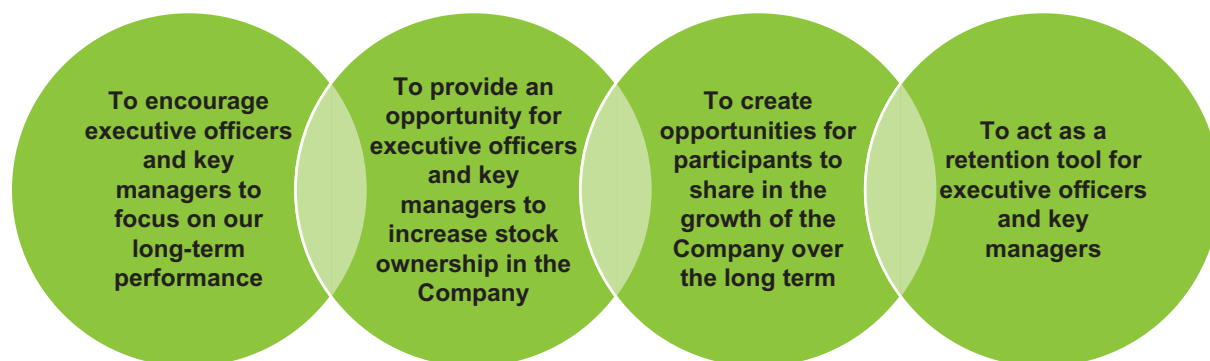 To encourage
executive officers
and key
managers to
focus on our
long-term
performance
To provide an
opportunity for
executive officers
and key
managers to
increase stock
ownership in the
Company
To create
opportunities for
participants to
share in the
growth of the
Company over
the long term
To act as a
retention tool for
executive officers
and key
managers